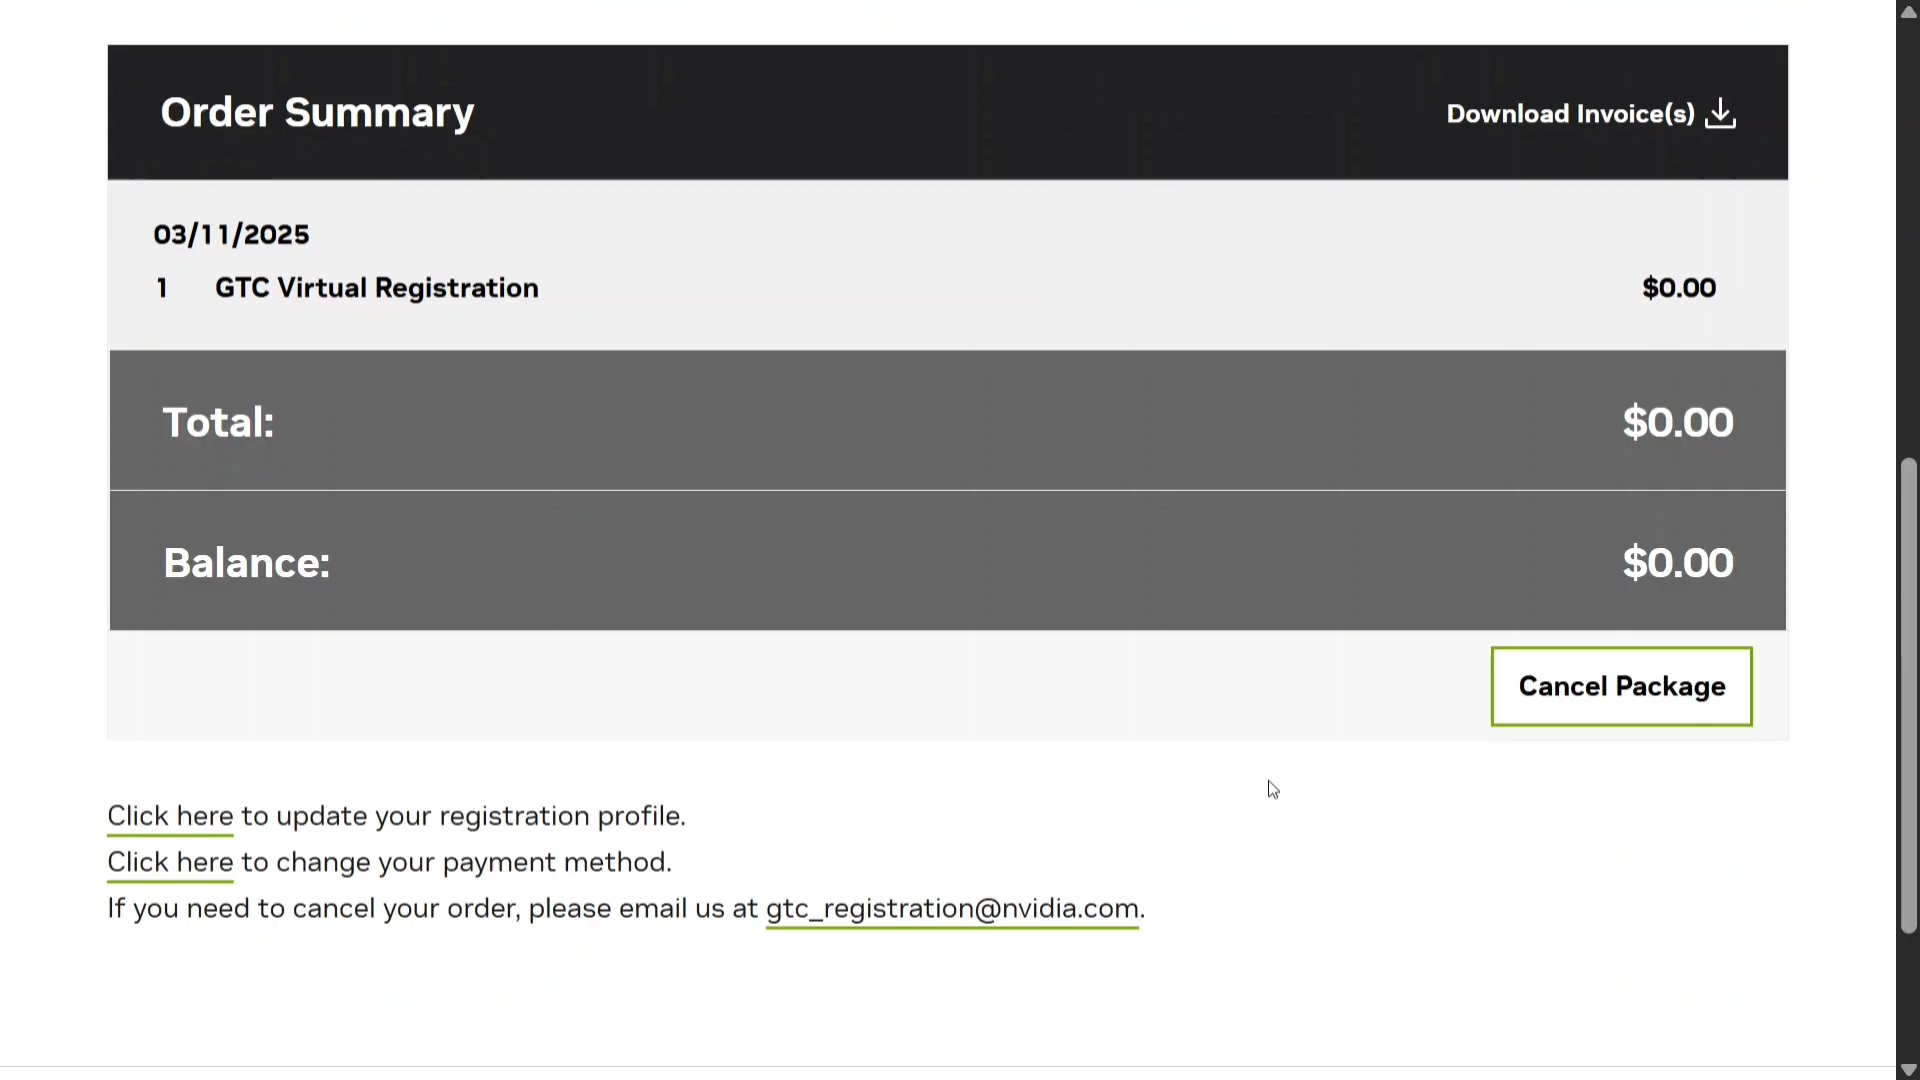 Order Summary
Download Invoice(s)
03/11/2025
1 GTC Virtual Registration $0.00
Total: $0.00
Balance: $0.00
Cancel Package
Click here to update your registration profile.
Click here to change your payment method.
If you need to cancel your order, please email us at gtc_registration@nvidia.com.